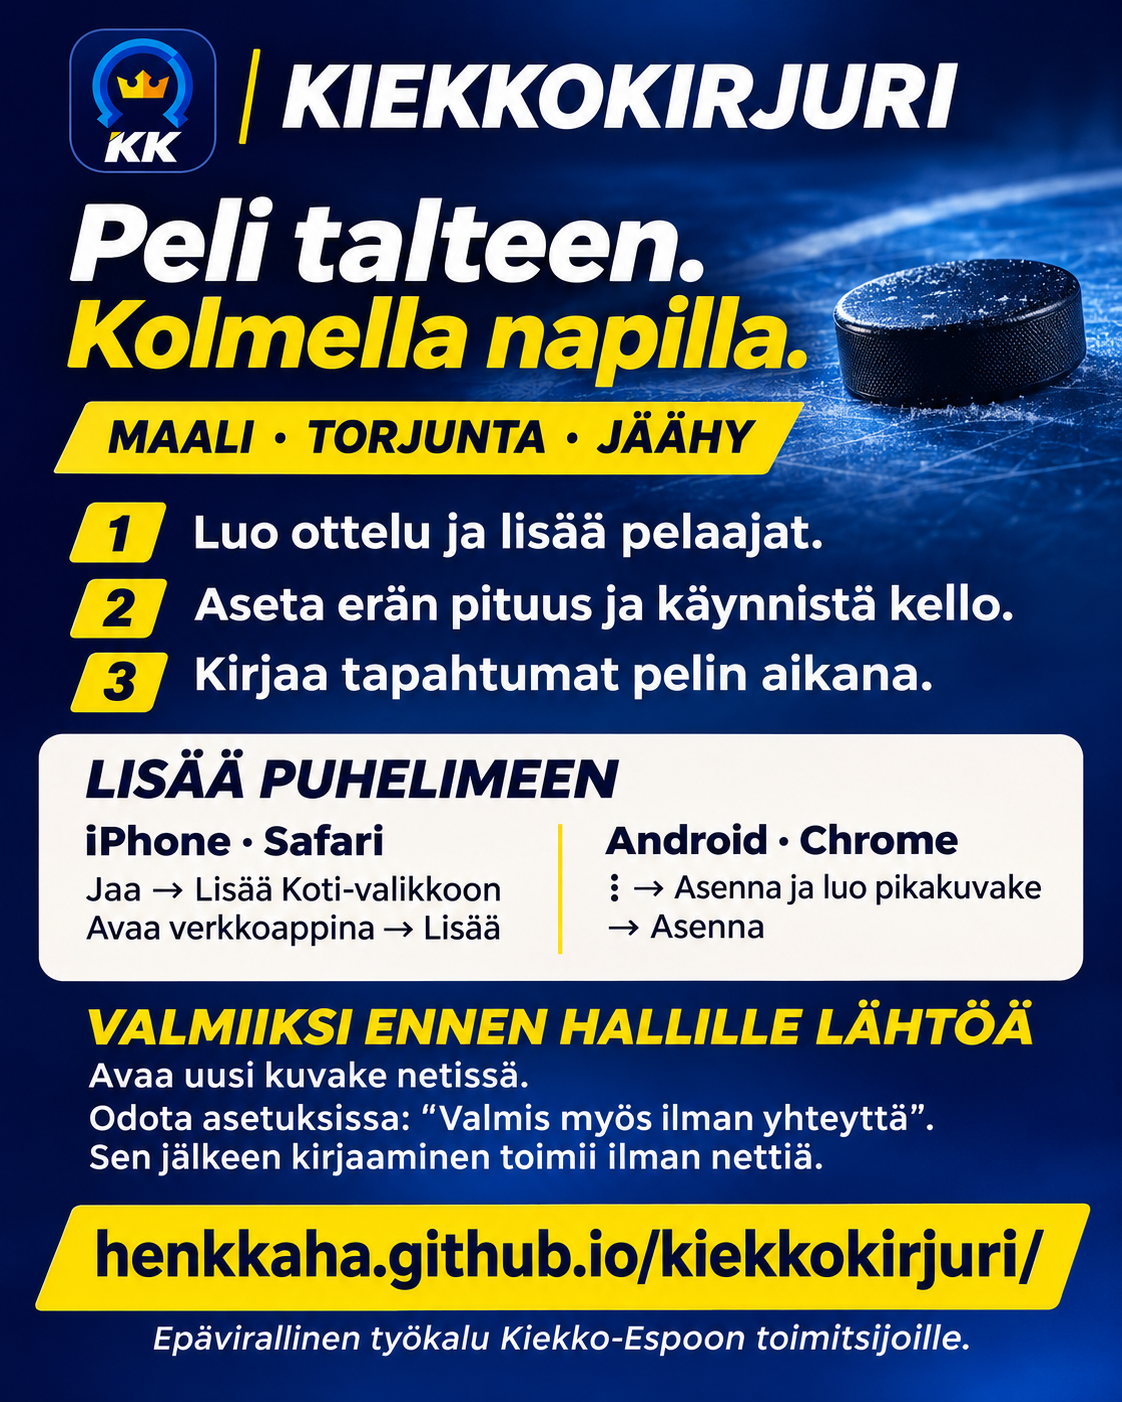 KK
KIEKKOKIRJURI
Peli talteen.
Kolmella napilla.
MAALI • TORJUNTA • JÄÄHY
1 Luo ottelu ja lisää pelaajat.
2 Aseta erän pituus ja käynnistä kello.
3 Kirjaa tapahtumat pelin aikana.
LISÄÄ PUHELIMEEN
iPhone · Safari
Jaa → Lisää Koti-valikkoon
Avaa verkkoappina → Lisää
Android · Chrome
⋮ → Asenna ja luo pikakuvake
→ Asenna
VALMIIKSI ENNEN HALLILLE LÄHTÖÄ
Avaa uusi kuvake netissä.
Odota asetuksissa: “Valmis myös ilman yhteyttä”.
Sen jälkeen kirjaaminen toimii ilman nettiä.
henkkaha.github.io/kiekkokirjuri/
Epävirallinen työkalu Kiekko-Espoon toimitsijoille.